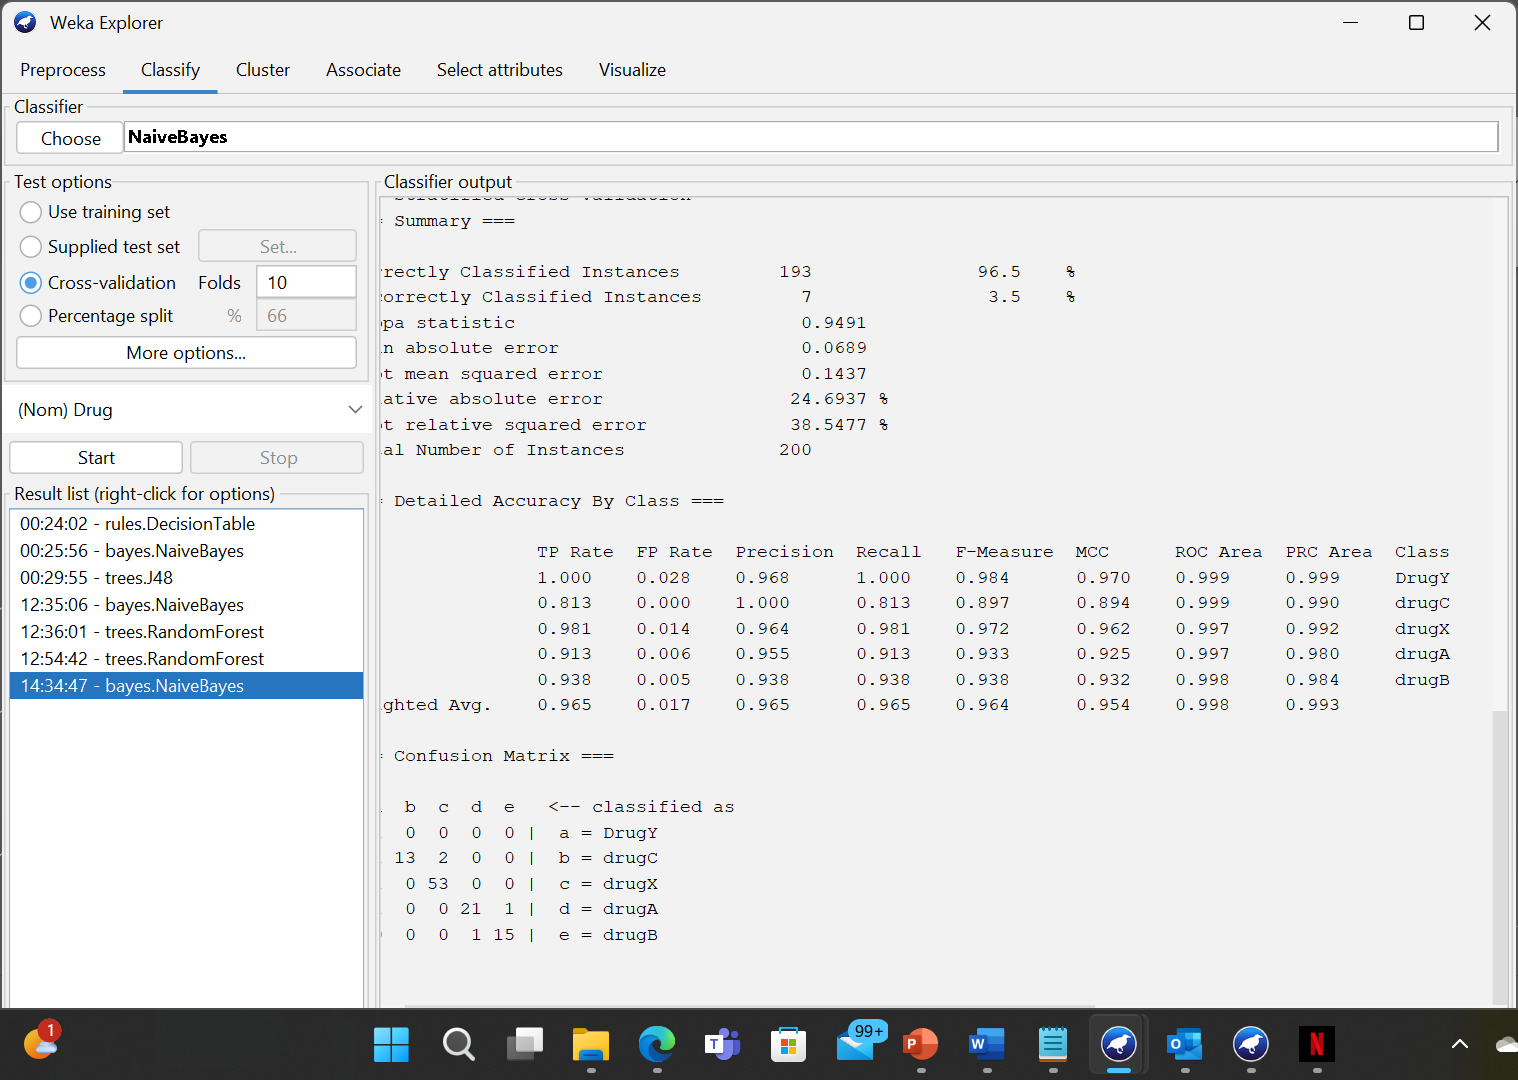 Weka Explorer
Preprocess Classify Cluster Associate Select attributes Visualize
Classifier
Choose NaiveBayes
Test options
Use training set
Supplied test set Set...
Cross-validation Folds 10
Percentage split % 66
More options...
(Nom) Drug
Start Stop
Result list (right-click for options)
00:24:02 - rules.DecisionTable
00:25:56 - bayes.NaiveBayes
00:29:55 - trees.J48
12:35:06 - bayes.NaiveBayes
12:36:01 - trees.RandomForest
12:54:42 - trees.RandomForest
14:34:47 - bayes.NaiveBayes
Classifier output
Summary ===
rectly Classified Instances 193 96.5 %
orrectly Classified Instances 7 3.5 %
pa statistic 0.9491
n absolute error 0.0689
t mean squared error 0.1437
ative absolute error 24.6937 %
t relative squared error 38.5477 %
al Number of Instances 200
Detailed Accuracy By Class ===
TP Rate FP Rate Precision Recall F-Measure MCC ROC Area PRC Area Class
1.000 0.028 0.968 1.000 0.984 0.970 0.999 0.999 DrugY
0.813 0.000 1.000 0.813 0.897 0.894 0.999 0.990 drugC
0.981 0.014 0.964 0.981 0.972 0.962 0.997 0.992 drugX
0.913 0.006 0.955 0.913 0.933 0.925 0.997 0.980 drugA
0.938 0.005 0.938 0.938 0.938 0.932 0.998 0.984 drugB
ghted Avg. 0.965 0.017 0.965 0.965 0.964 0.954 0.998 0.993
Confusion Matrix ===
b c d e <-- classified as
0 0 0 0 | a = DrugY
13 2 0 0 | b = drugC
0 53 0 0 | c = drugX
0 0 21 1 | d = drugA
0 0 1 15 | e = drugB
1
99+